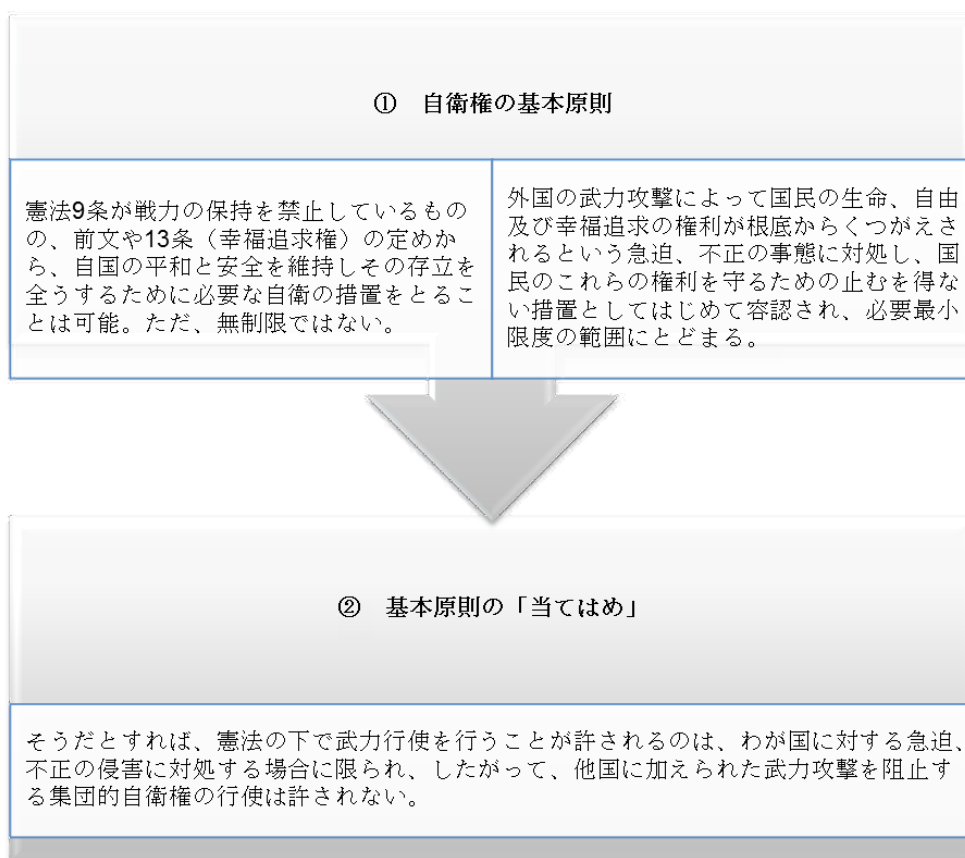 ① 自衛権の基本原則
憲法9条が戦力の保持を禁止しているもの
の、前文や13条（幸福追求権）の定めか
ら、自国の平和と安全を維持しその存立を
全うするために必要な自衛の措置をとるこ
とは可能。ただ、無制限ではない。
外国の武力攻撃によって国民の生命、自由
及び幸福追求の権利が根底からくつがえさ
れるという急迫、不正の事態に対処し、国
民のこれらの権利を守るための止むを得な
い措置としてはじめて容認され、必要最小
限度の範囲にとどまる。
② 基本原則の「当てはめ」
そうだとすれば、憲法の下で武力行使を行うことが許されるのは、わが国に対する急迫、
不正の侵害に対処する場合に限られ、したがって、他国に加えられた武力攻撃を阻止す
る集団的自衛権の行使は許されない。